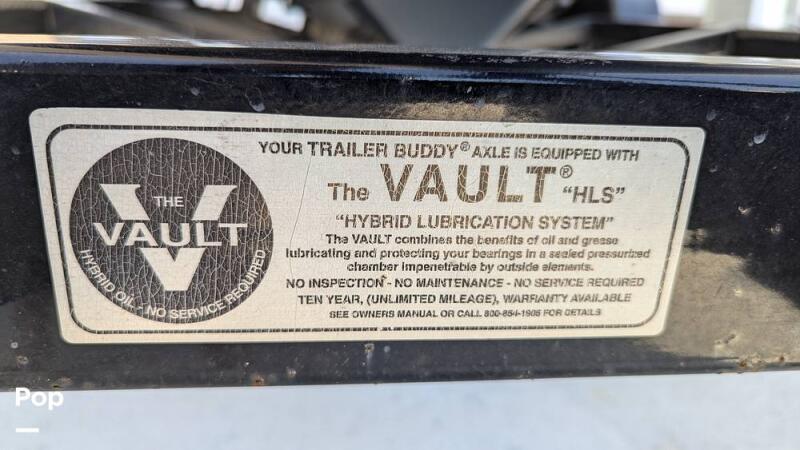 YOUR TRAILER BUDDY® AXLE IS EQUIPPED WITH
The VAULT® "HLS"
"HYBRID LUBRICATION SYSTEM"
The VAULT combines the benefits of oil and grease
lubricating and protecting your bearings in a sealed pressurized
chamber impenetrable by outside elements.
NO INSPECTION - NO MAINTENANCE - NO SERVICE REQUIRED
TEN YEAR, (UNLIMITED MILEAGE), WARRANTY AVAILABLE
SEE OWNERS MANUAL OR CALL 800-854-1905 FOR DETAILS
THE
VAULT
V
HYBRID OIL - NO SERVICE REQUIRED
Pop